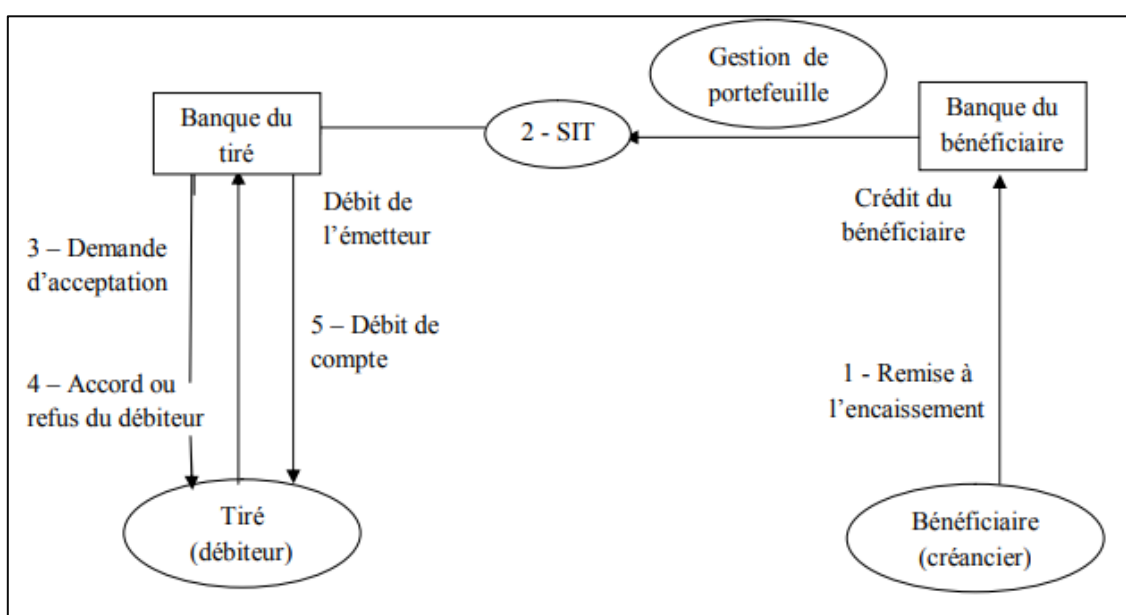 Gestion de
portefeuille
Banque du
tiré
2 - SIT
Banque du
bénéficiaire
Débit de
l’émetteur
Crédit du
bénéficiaire
3 – Demande
d’acceptation
5 – Débit de
compte
4 – Accord ou
refus du débiteur
1 - Remise à
l’encaissement
Tiré
(débiteur)
Bénéficiaire
(créancier)